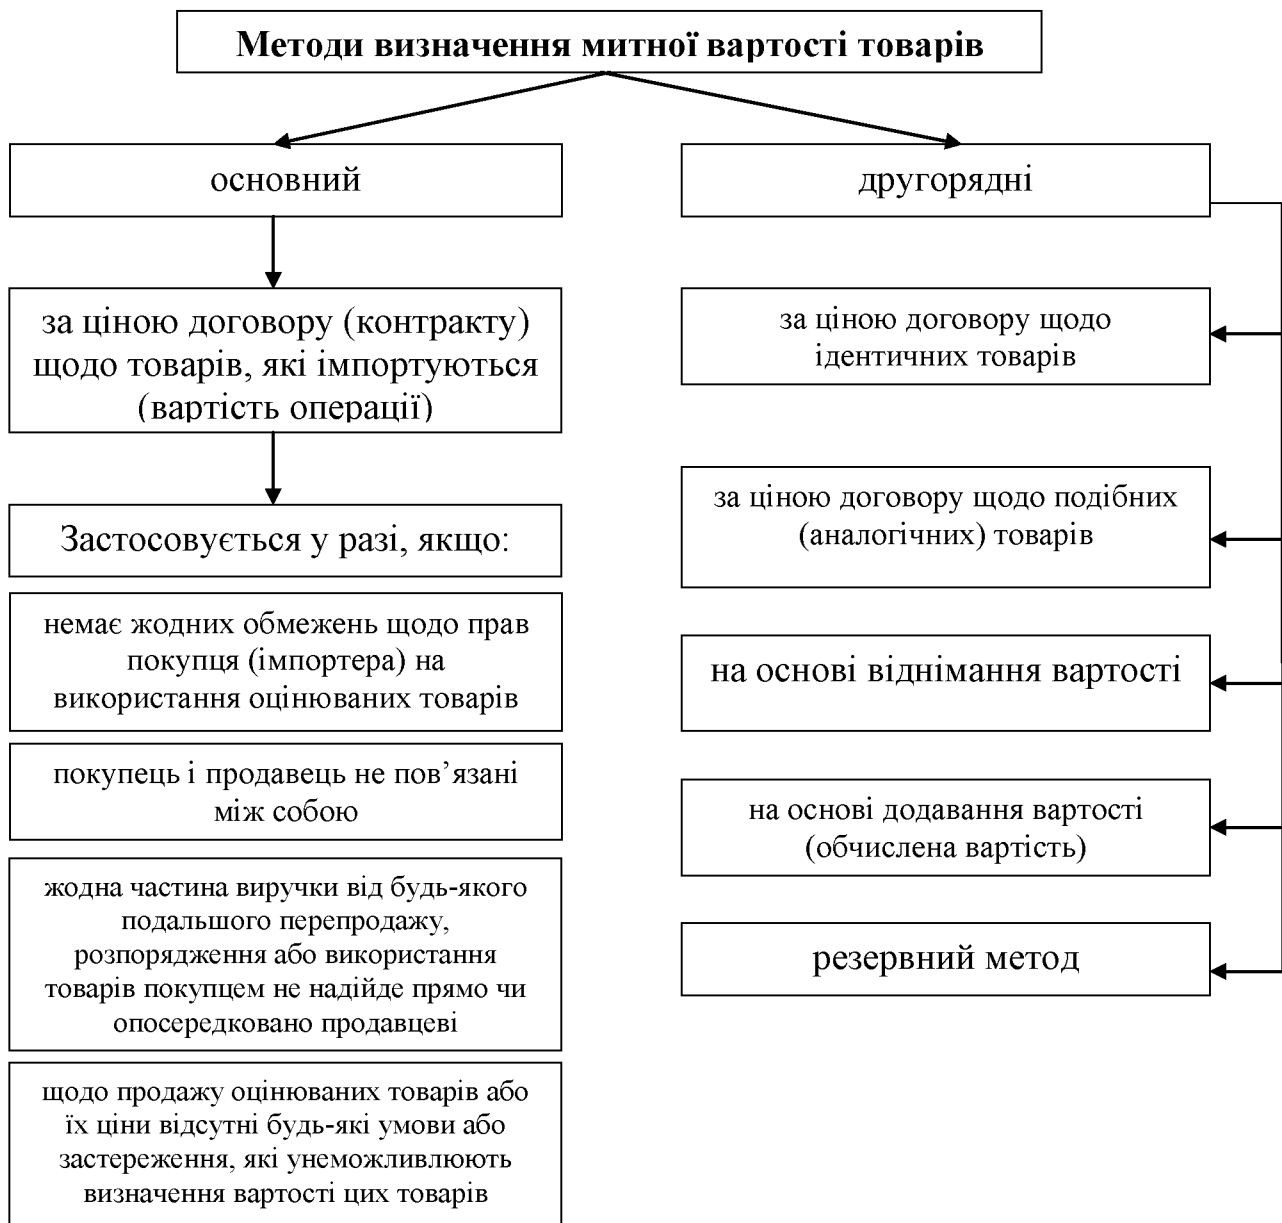 Методи визначення митної вартості товарів
основний
за ціною договору (контракту)
щодо товарів, які імпортуються
(вартість операції)
Застосовується у разі, якщо:
немає жодних обмежень щодо прав
покупця (імпортера) на
використання оцінюваних товарів
покупець і продавець не пов’язані
між собою
жодна частина виручки від будь-якого
подальшого перепродажу,
розпорядження або використання
товарів покупцем не надійде прямо чи
опосередковано продавцеві
щодо продажу оцінюваних товарів або
їх ціни відсутні будь-які умови або
застереження, які унеможливлюють
визначення вартості цих товарів
другорядні
за ціною договору щодо
ідентичних товарів
за ціною договору щодо подібних
(аналогічних) товарів
на основі віднімання вартості
на основі додавання вартості
(обчислена вартість)
резервний метод